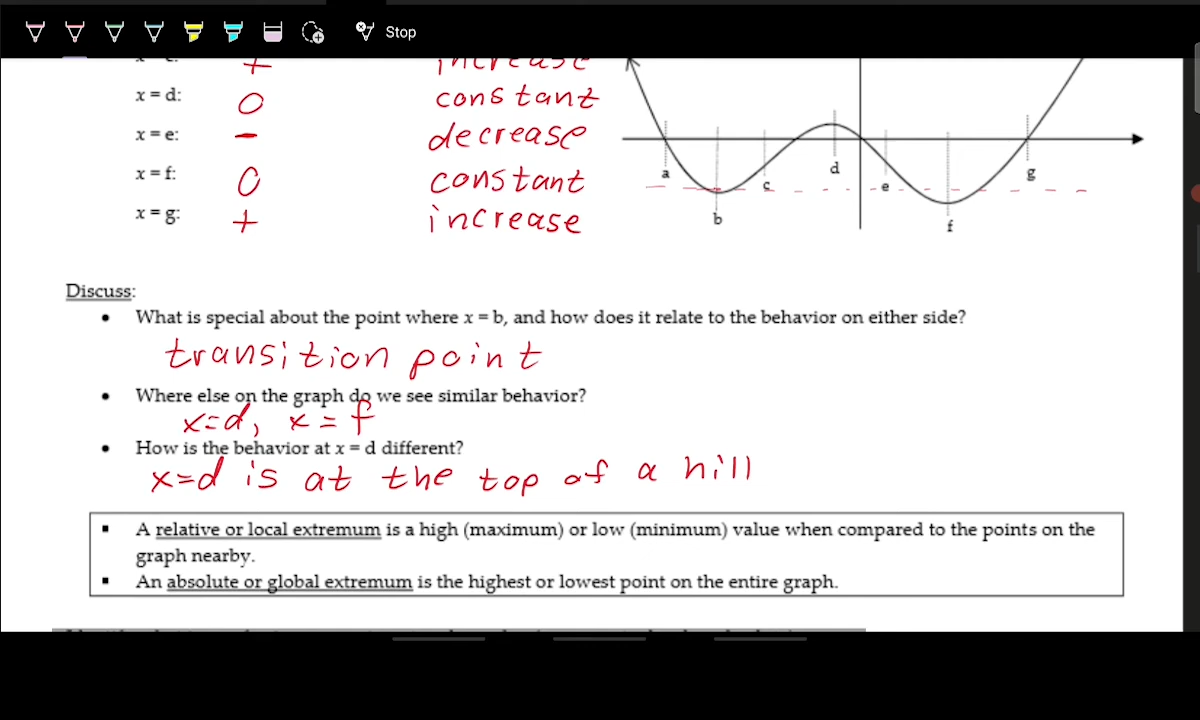 Stop
+ increase
x = d: 0 constant
x = e: − decrease
x = f: 0 constant
x = g: + increase
a b c d e f g
Discuss:
• What is special about the point where x = b, and how does it relate to the behavior on either side?
transition point
• Where else on the graph do we see similar behavior?
x=d, x=f
• How is the behavior at x = d different?
x=d is at the top of a hill
▪ A relative or local extremum is a high (maximum) or low (minimum) value when compared to the points on the
graph nearby.
▪ An absolute or global extremum is the highest or lowest point on the entire graph.